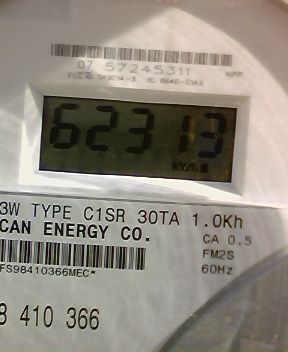 07 57245311
62313
kWh
3W TYPE C1SR 30TA 1.0Kh
CAN ENERGY CO.
CA 0.5
FM2S
60Hz
FS98410366MEC*
8 410 366